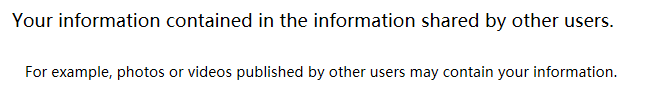 Your information contained in the information shared by other users.
For example, photos or videos published by other users may contain your information.